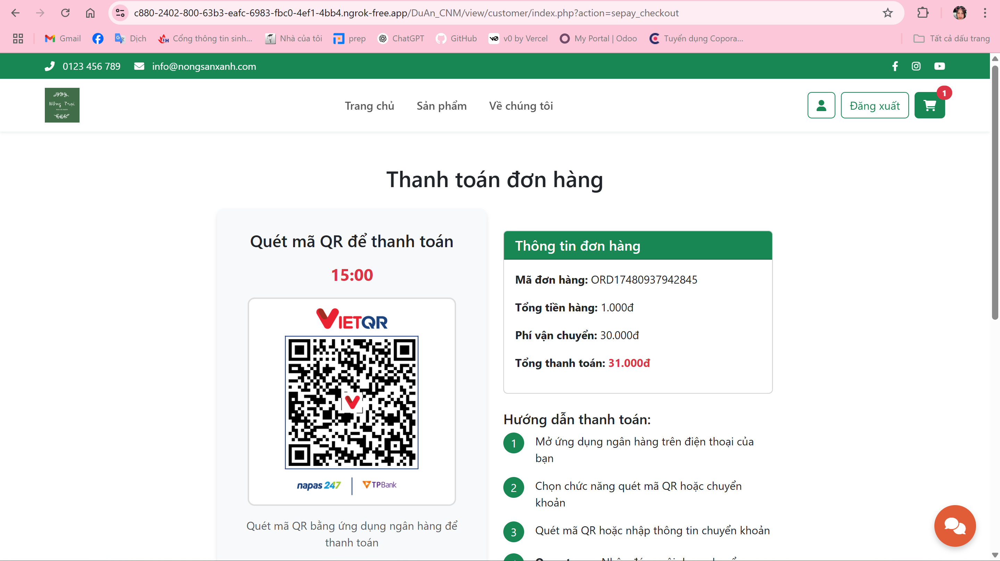 c880-2402-800-63b3-eafc-6983-fbc0-4ef1-4bb4.ngrok-free.app/DuAn_CNM/view/customer/index.php?action=sepay_checkout
Gmail
Dịch
Cổng thông tin sinh...
Nhà của tôi
prep
ChatGPT
GitHub
v0 by Vercel
My Portal | Odoo
Tuyển dụng Copora...
Tất cả dấu trang
0123 456 789
info@nongsanxanh.com
Nông Trại
Trang chủ
Sản phẩm
Về chúng tôi
Đăng xuất
1
Thanh toán đơn hàng
Quét mã QR để thanh toán
15:00
VIETQR
napas 247
TPBank
Quét mã QR bằng ứng dụng ngân hàng để
thanh toán
Thông tin đơn hàng
Mã đơn hàng: ORD17480937942845
Tổng tiền hàng: 1.000đ
Phí vận chuyển: 30.000đ
Tổng thanh toán: 31.000đ
Hướng dẫn thanh toán:
1 Mở ứng dụng ngân hàng trên điện thoại của
bạn
2 Chọn chức năng quét mã QR hoặc chuyển
khoản
3 Quét mã QR hoặc nhập thông tin chuyển khoản